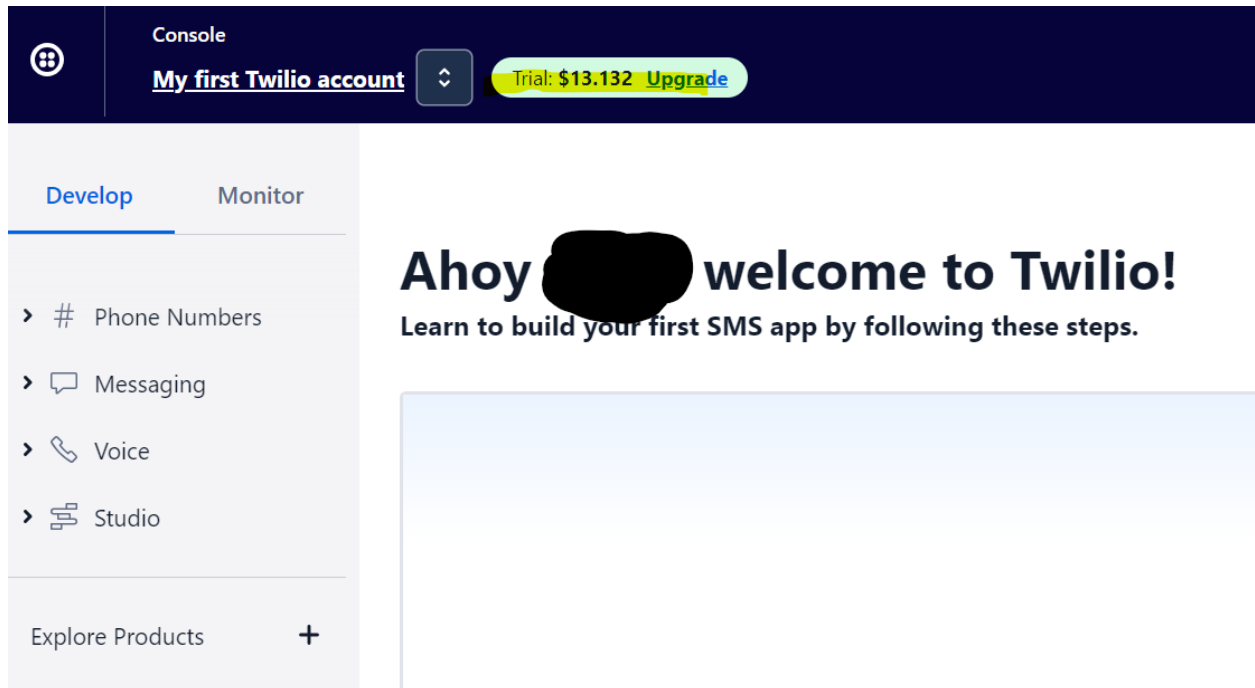 Console
My first Twilio account
Trial: $13.132 Upgrade
Develop Monitor
Ahoy welcome to Twilio!
Learn to build your first SMS app by following these steps.
# Phone Numbers
Messaging
Voice
Studio
Explore Products +